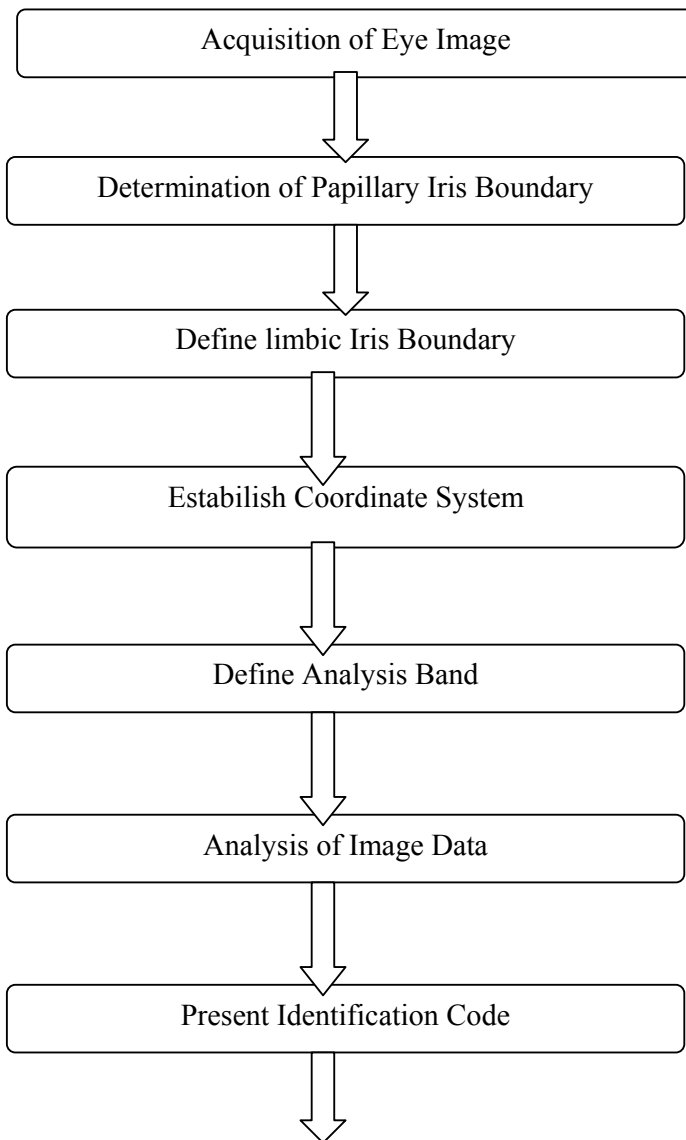 Acquisition of Eye Image
Determination of Papillary Iris Boundary
Define limbic Iris Boundary
Estabilish Coordinate System
Define Analysis Band
Analysis of Image Data
Present Identification Code